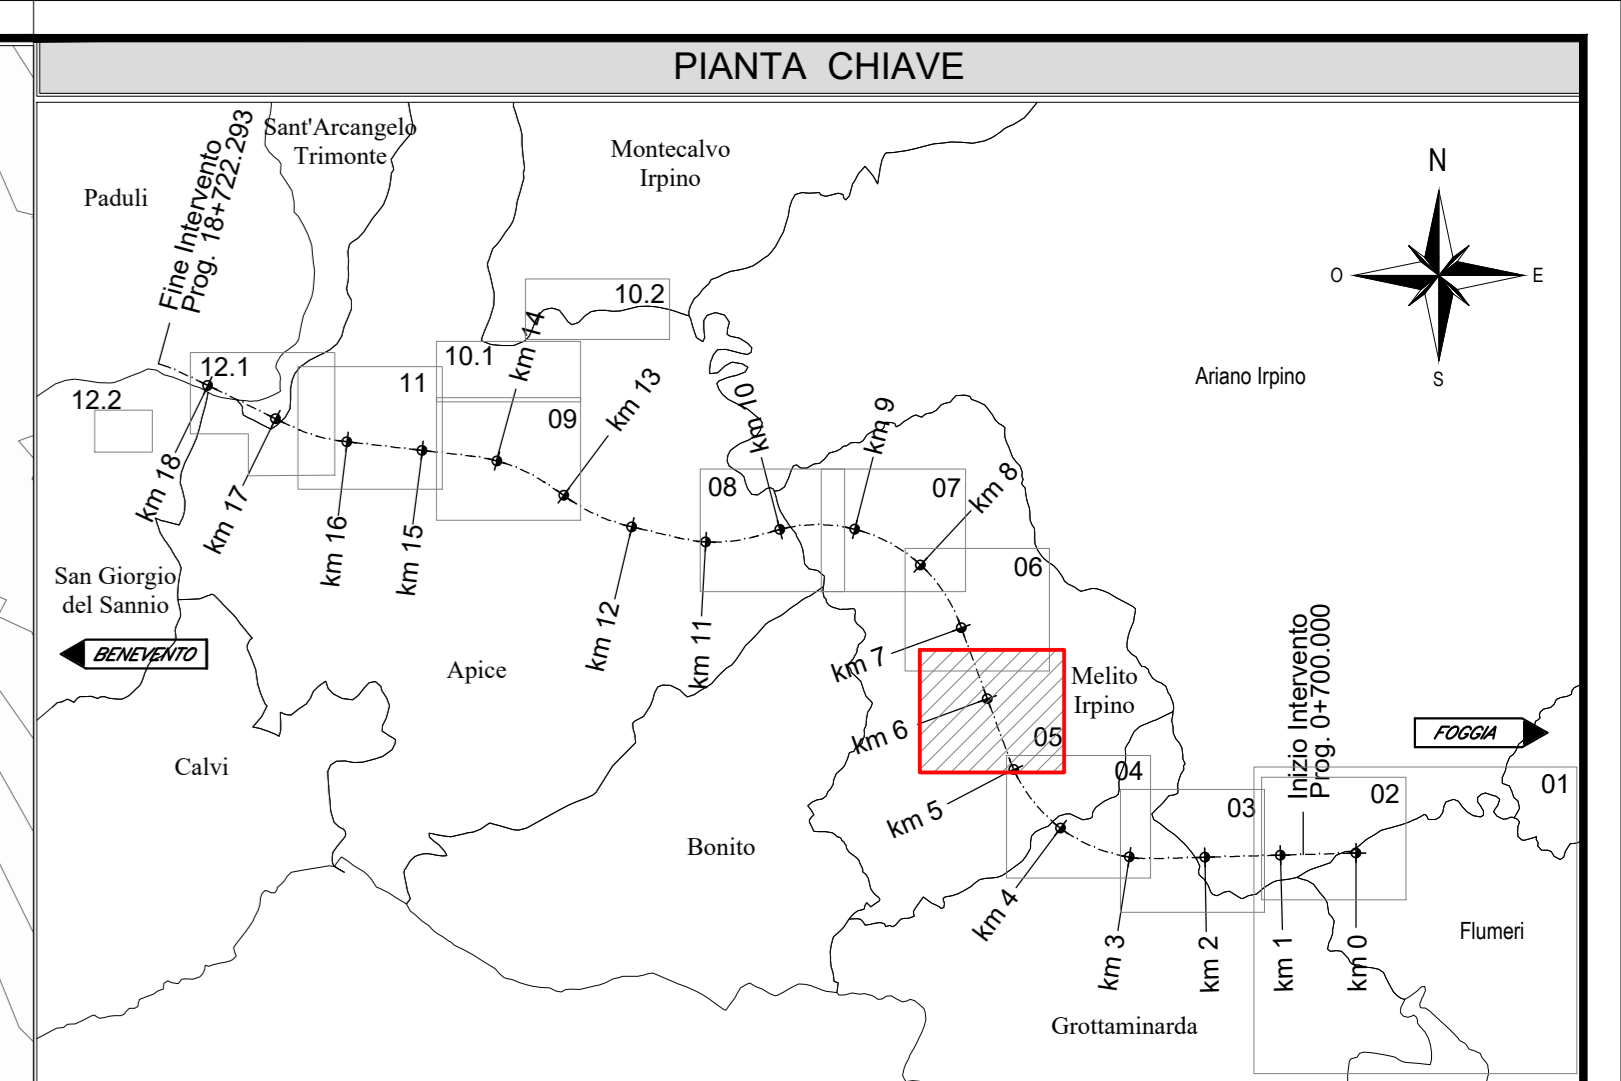 PIANTA CHIAVE
Sant'Arcangelo
Trimonte
Montecalvo
Irpino
Paduli
Fine Intervento
Prog. 18+722.293
N
O
E
S
10.2
10.1
km 14
12.1
11
12.2
09
km 13
Ariano Irpino
km 10
km 9
km 18
km 17
km 16
km 15
08
07
km 8
06
San Giorgio
del Sannio
km 12
km 11
BENEVENTO
Apice
km 7
Melito
Irpino
Inizio Intervento
Prog. 0+700.000
km 6
05
FOGGIA
Calvi
04
01
03
02
km 5
Bonito
km 4
km 3
km 2
km 1
km 0
Flumeri
Grottaminarda